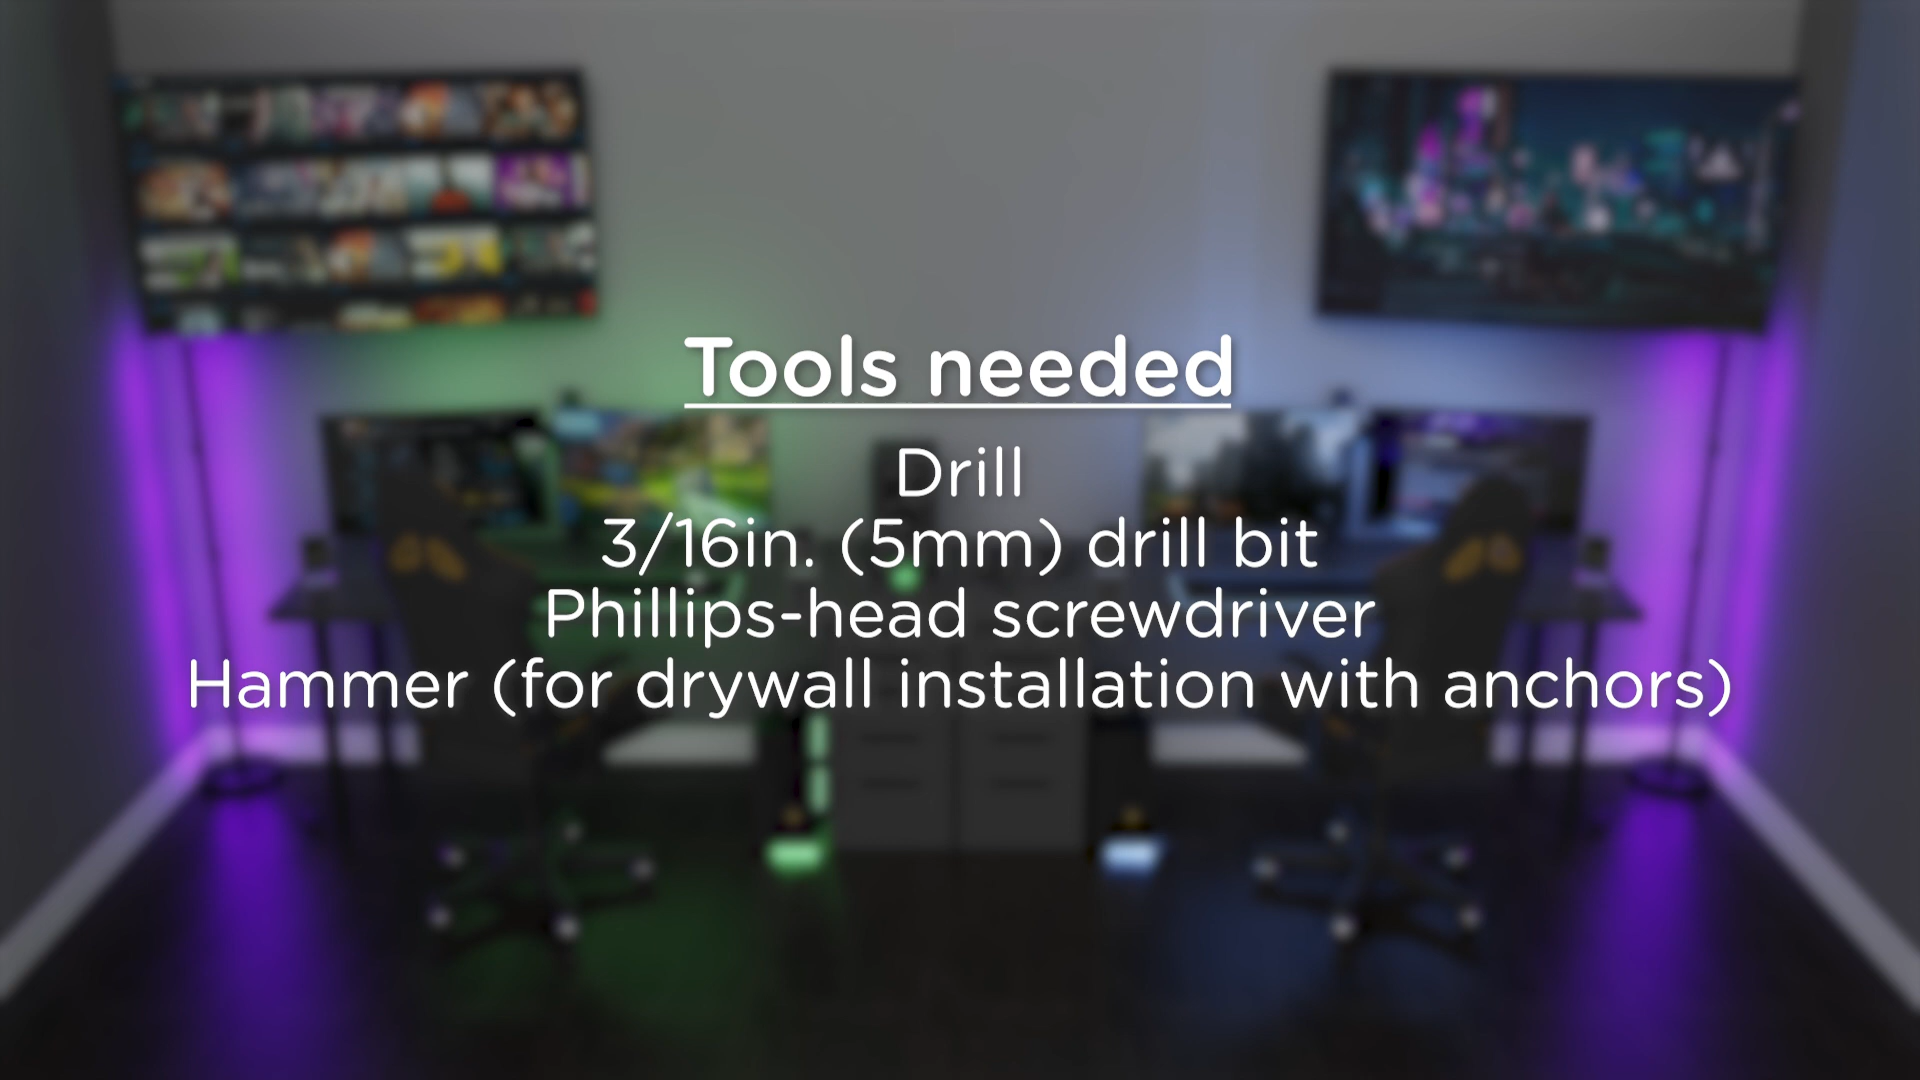 Tools needed
Drill
3/16in. (5mm) drill bit
Phillips-head screwdriver
Hammer (for drywall installation with anchors)